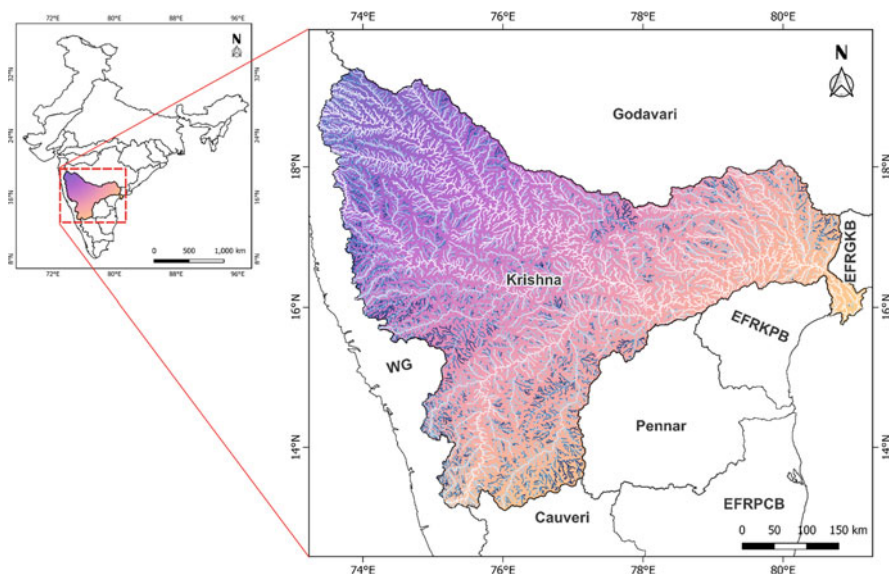 72°E 80°E 88°E 96°E
N
32°N
24°N
16°N
8°N
32°N
24°N
16°N
8°N
0 500 1,000 km
72°E 80°E 88°E 96°E
74°E 76°E 78°E 80°E
N
Godavari
18°N
18°N
EFRGKB
Krishna
16°N
16°N
EFRKPB
WG
Pennar
14°N
14°N
EFRPCB
Cauveri
0 50 100 150 km
74°E 76°E 78°E 80°E